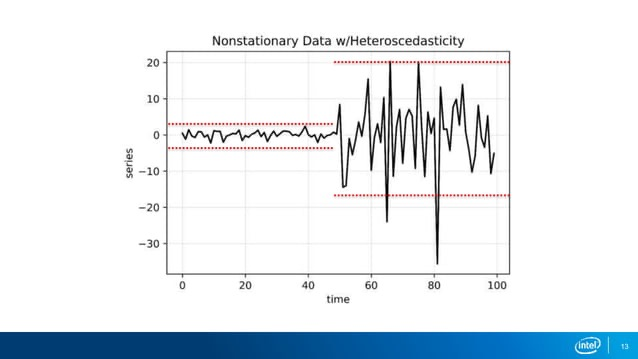 Nonstationary Data w/Heteroscedasticity
20
10
0
−10
−20
−30
series
0 20 40 60 80 100
time
intel
13